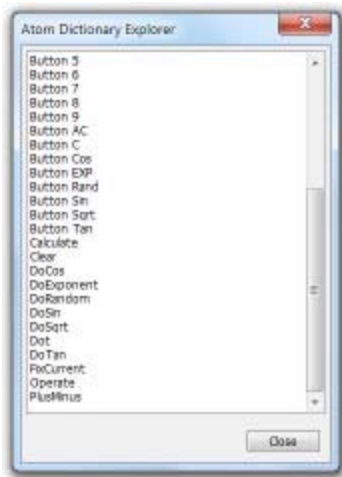 Atom Dictionary Explorer
Button 5
Button 6
Button 7
Button 8
Button 9
Button AC
Button C
Button Cos
Button EXP
Button Rand
Button Sin
Button Sqrt
Button Tan
Calculate
Clear
DoCos
DoExponent
DoRandom
DoSin
DoSqrt
Dot
DoTan
FixCurrent
Operate
PlusMinus
Close